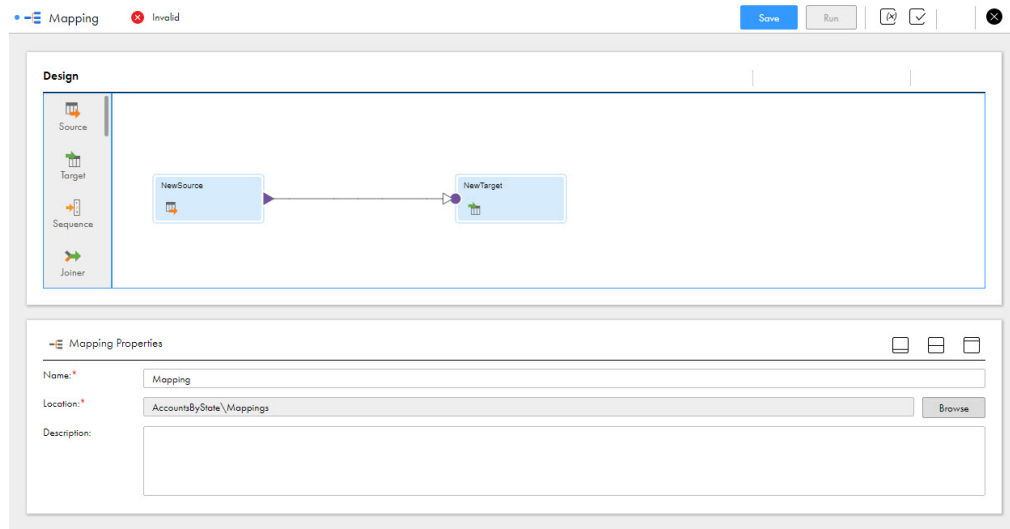 Mapping Invalid Save Run (x)
Design
Source
Target
Sequence
Joiner
NewSource NewTarget
Mapping Properties
Name:* Mapping
Location:* AccountsByState\Mappings Browse
Description: